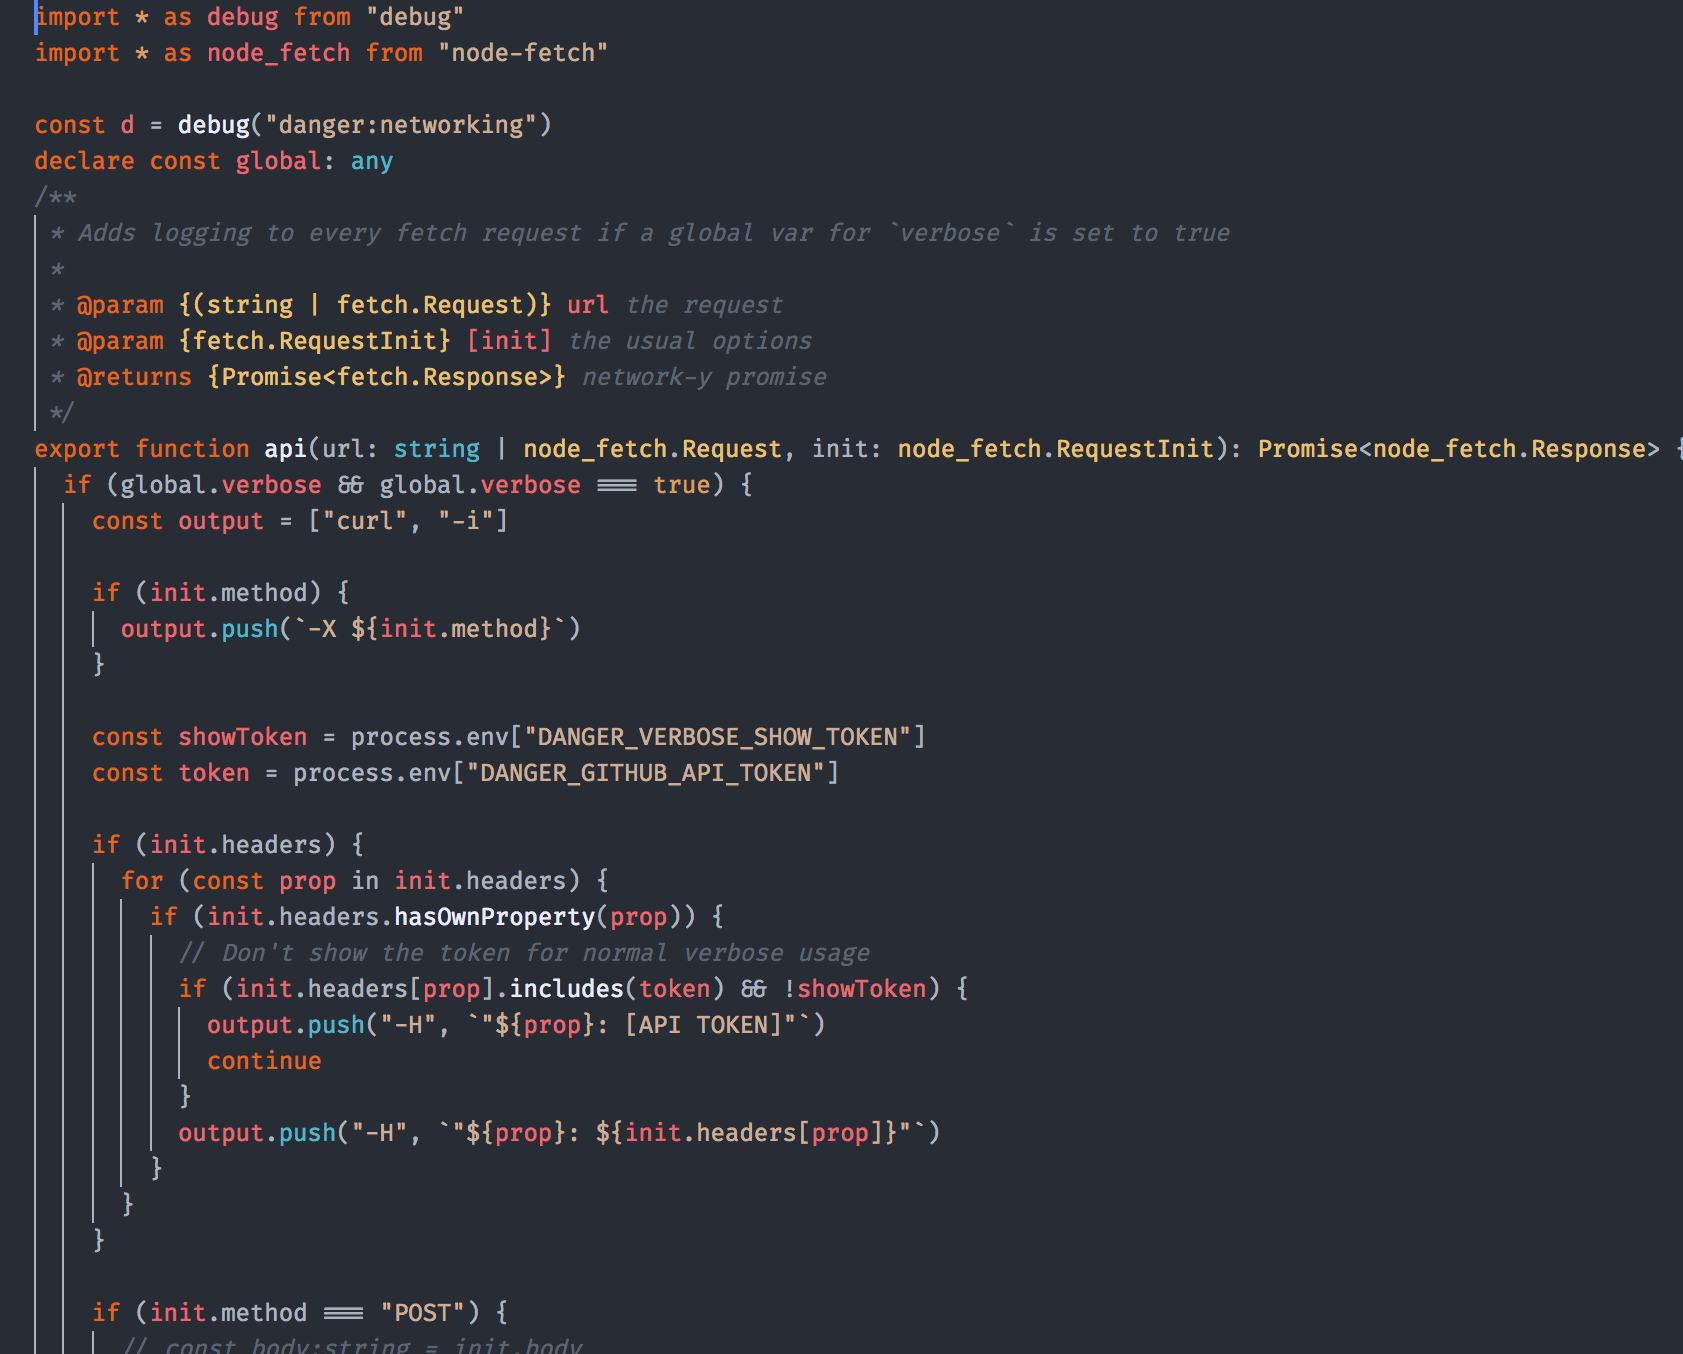 import * as debug from "debug"
import * as node_fetch from "node-fetch"
const d = debug("danger:networking")
declare const global: any
/**
* Adds logging to every fetch request if a global var for `verbose` is set to true
*
* @param {(string | fetch.Request)} url the request
* @param {fetch.RequestInit} [init] the usual options
* @returns {Promise<fetch.Response>} network-y promise
*/
export function api(url: string | node_fetch.Request, init: node_fetch.RequestInit): Promise<node_fetch.Response> {
if (global.verbose && global.verbose === true) {
const output = ["curl", "-i"]
if (init.method) {
output.push(`-X ${init.method}`)
}
const showToken = process.env["DANGER_VERBOSE_SHOW_TOKEN"]
const token = process.env["DANGER_GITHUB_API_TOKEN"]
if (init.headers) {
for (const prop in init.headers) {
if (init.headers.hasOwnProperty(prop)) {
// Don't show the token for normal verbose usage
if (init.headers[prop].includes(token) && !showToken) {
output.push("-H", `"${prop}: [API TOKEN]"`)
continue
}
output.push("-H", `"${prop}: ${init.headers[prop]}"`)
}
}
}
if (init.method === "POST") {
// const body:string = init.body